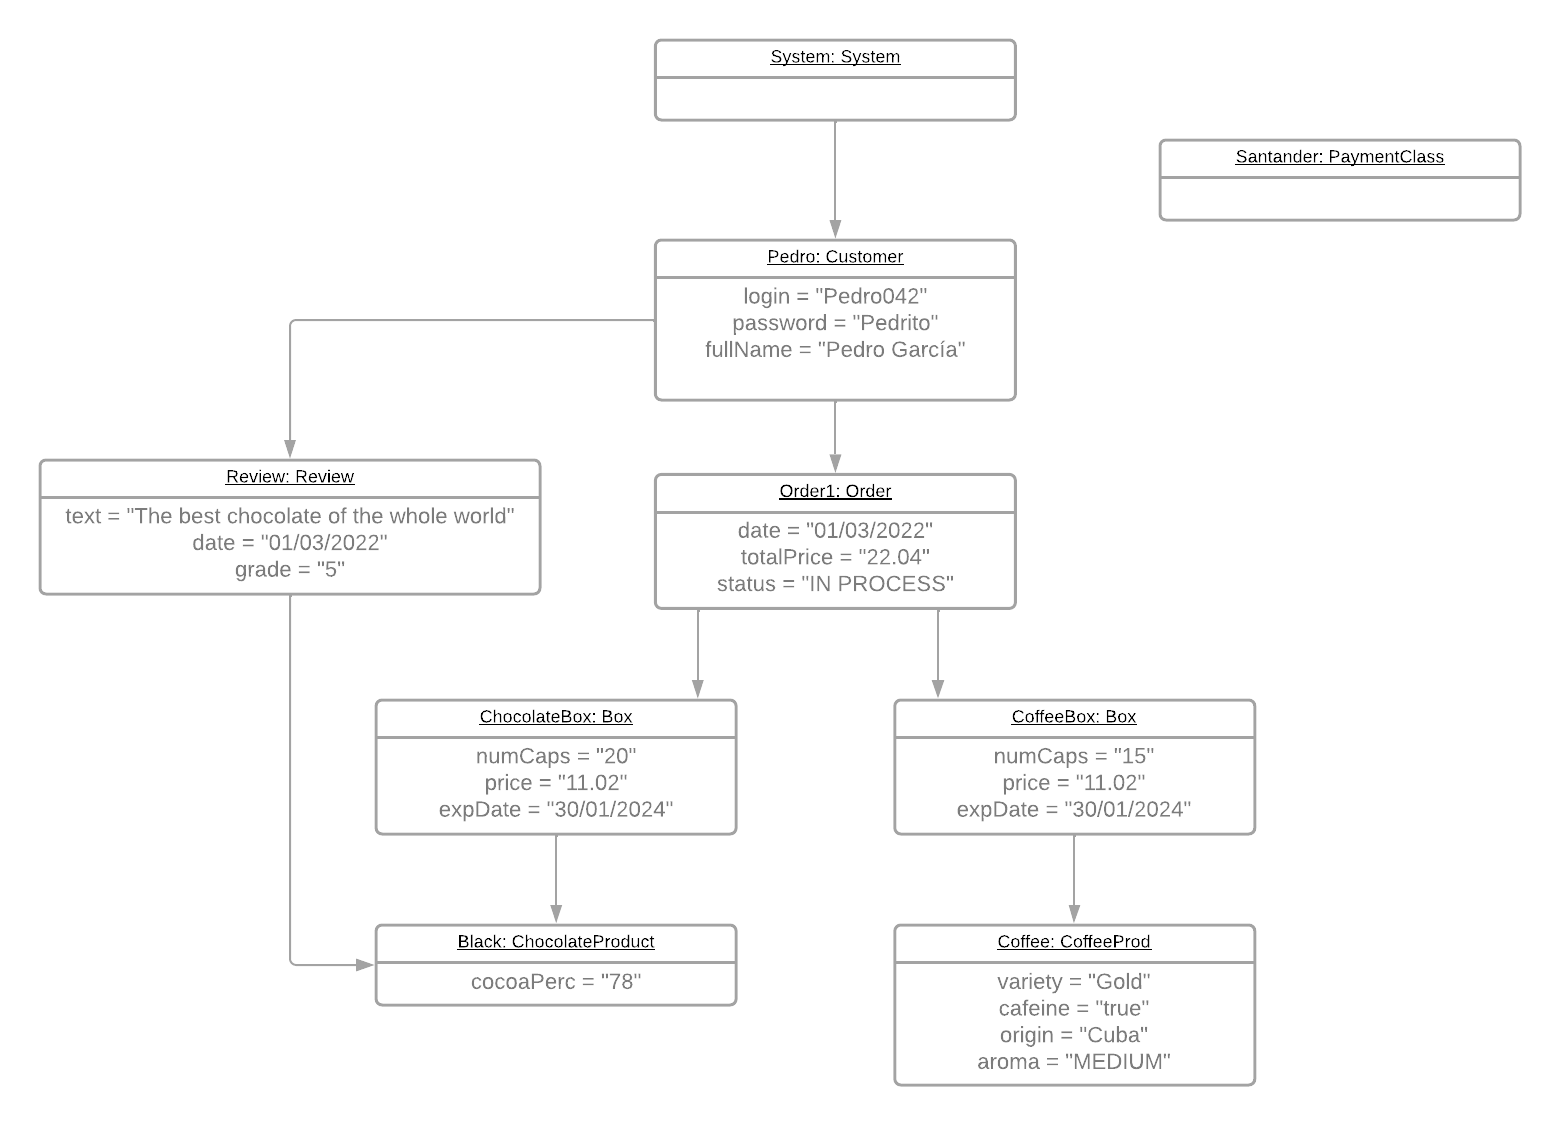 System: System
Santander: PaymentClass
Pedro: Customer
login = "Pedro042"
password = "Pedrito"
fullName = "Pedro García"
Review: Review
text = "The best chocolate of the whole world"
date = "01/03/2022"
grade = "5"
Order1: Order
date = "01/03/2022"
totalPrice = "22.04"
status = "IN PROCESS"
ChocolateBox: Box
numCaps = "20"
price = "11.02"
expDate = "30/01/2024"
CoffeeBox: Box
numCaps = "15"
price = "11.02"
expDate = "30/01/2024"
Black: ChocolateProduct
cocoaPerc = "78"
Coffee: CoffeeProd
variety = "Gold"
cafeine = "true"
origin = "Cuba"
aroma = "MEDIUM"